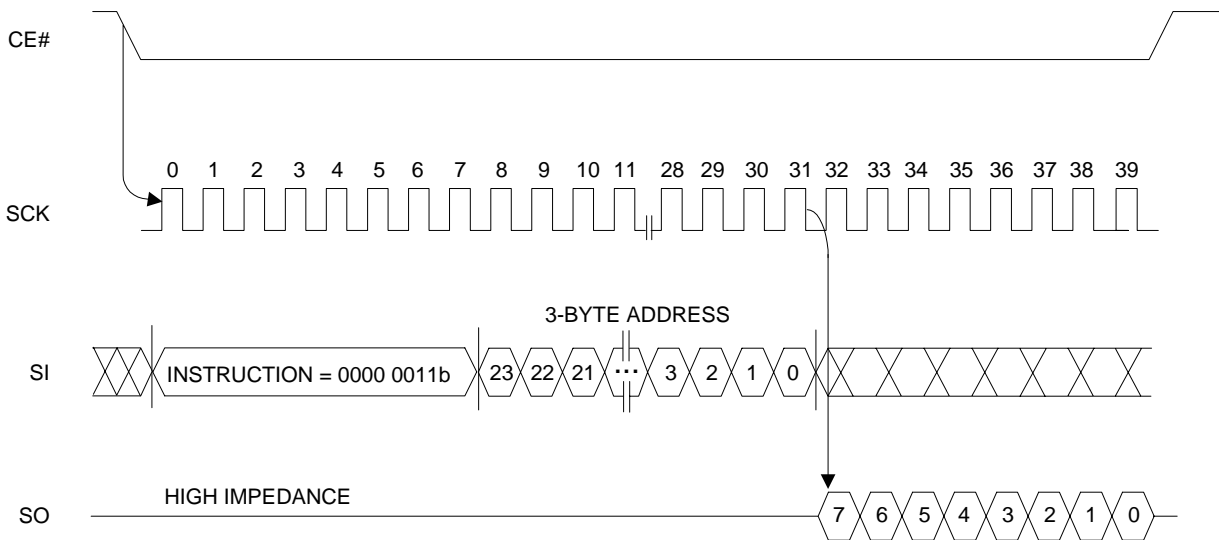 CE#
0 1 2 3 4 5 6 7 8 9 10 11 28 29 30 31 32 33 34 35 36 37 38 39
SCK
3-BYTE ADDRESS
SI INSTRUCTION = 0000 0011b 23 22 21 ... 3 2 1 0
HIGH IMPEDANCE
SO 7 6 5 4 3 2 1 0